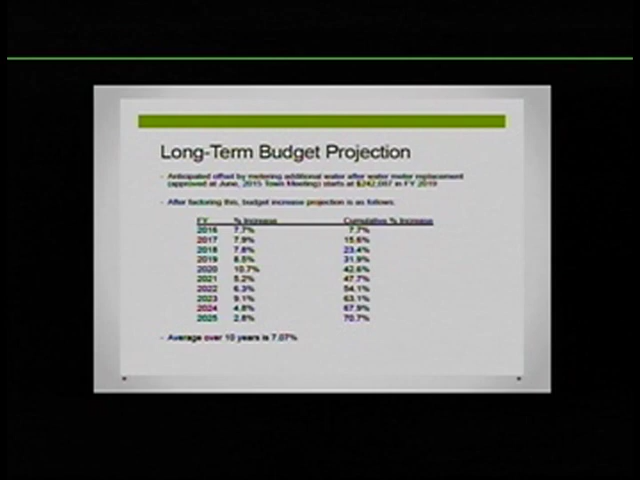 Long-Term Budget Projection
- Anticipated offset by metering additional water after water meter replacement
(approved at June, 2015 Town Meeting) starts at in FY 2019
- After factoring this, budget increase projection is as follows:
FY % Increase Cumulative % Increase
2016 7.7% 7.7%
2017 7.9% 15.6%
2018 7.8% 23.4%
2019 8.5% 31.9%
2020 10.7% 42.6%
2021 5.2% 47.7%
2022 6.3% 54.1%
2023 9.1% 63.1%
2024 4.8% 67.9%
2025 2.8% 70.7%
- Average over 10 years is 7.07%